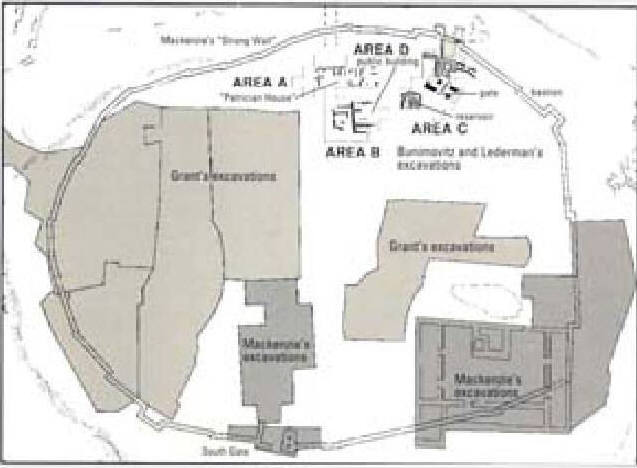 Mackenzie's "Strong Wall"
AREA D
public building
AREA A
"Patrician House"
gate
bastion
reservoir
AREA C
AREA B
Bunimovitz and Lederman's
excavations
Grant's excavations
Grant's excavations
Mackenzie's
excavations
Mackenzie's
excavations
South Gate